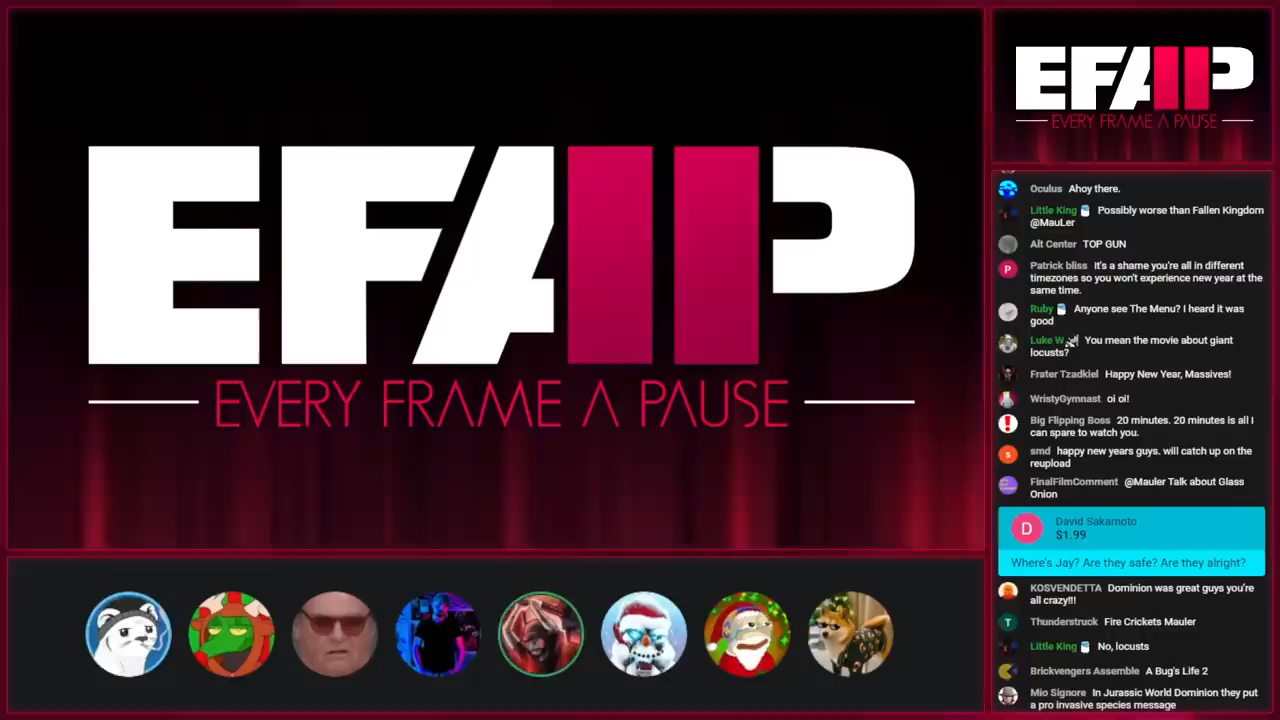 EFAP
EVERY FRAME A PAUSE
EFAP
EVERY FRAME A PAUSE
Oculus Ahoy there.
Little King Possibly worse than Fallen Kingdom
@MauLer
Alt Center TOP GUN
P
Patrick bliss It's a shame you're all in different
timezones so you won't experience new year at the
same time.
Ruby Anyone see The Menu? I heard it was
good
Luke W You mean the movie about giant
locusts?
Frater Tzadkiel Happy New Year, Massives!
WristyGymnast oi oi!
Big Flipping Boss 20 minutes. 20 minutes is all I
can spare to watch you.
s
smd happy new years guys. will catch up on the
reupload
FinalFilmComment @Mauler Talk about Glass
Onion
D
David Sakamoto
$1.99
Where's Jay? Are they safe? Are they alright?
KOSVENDETTA Dominion was great guys you're
all crazy!!!
T
Thunderstruck Fire Crickets Mauler
Little King No, locusts
Brickvengers Assemble A Bug's Life 2
Mio Signore In Jurassic World Dominion they put
a pro invasive species message